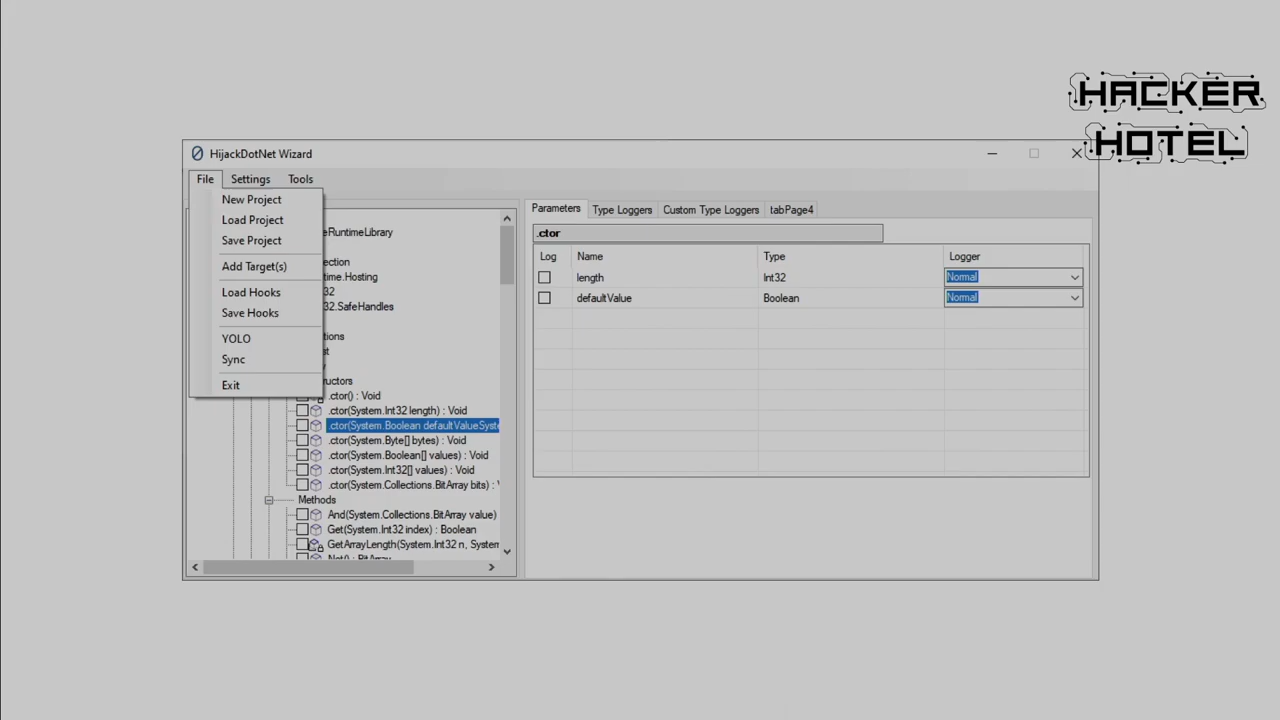 HACKER
HOTEL
HijackDotNet Wizard
File Settings Tools
New Project
Load Project
Save Project
Add Target(s)
Load Hooks
Save Hooks
YOLO
Sync
Exit
eRuntimeLibrary
ection
time.Hosting
32
32.SafeHandles
tions
st
uctors
.ctor() : Void
.ctor(System.Int32 length) : Void
.ctor(System.Boolean defaultValueSyste
.ctor(System.Byte[] bytes) : Void
.ctor(System.Boolean[] values) : Void
.ctor(System.Int32[] values) : Void
.ctor(System.Collections.BitArray bits) : V
Methods
And(System.Collections.BitArray value)
Get(System.Int32 index) : Boolean
GetArrayLength(System.Int32 n, System
Not() : BitArray
Parameters Type Loggers Custom Type Loggers tabPage4
.ctor
Log Name Type Logger
length Int32 Normal
defaultValue Boolean Normal